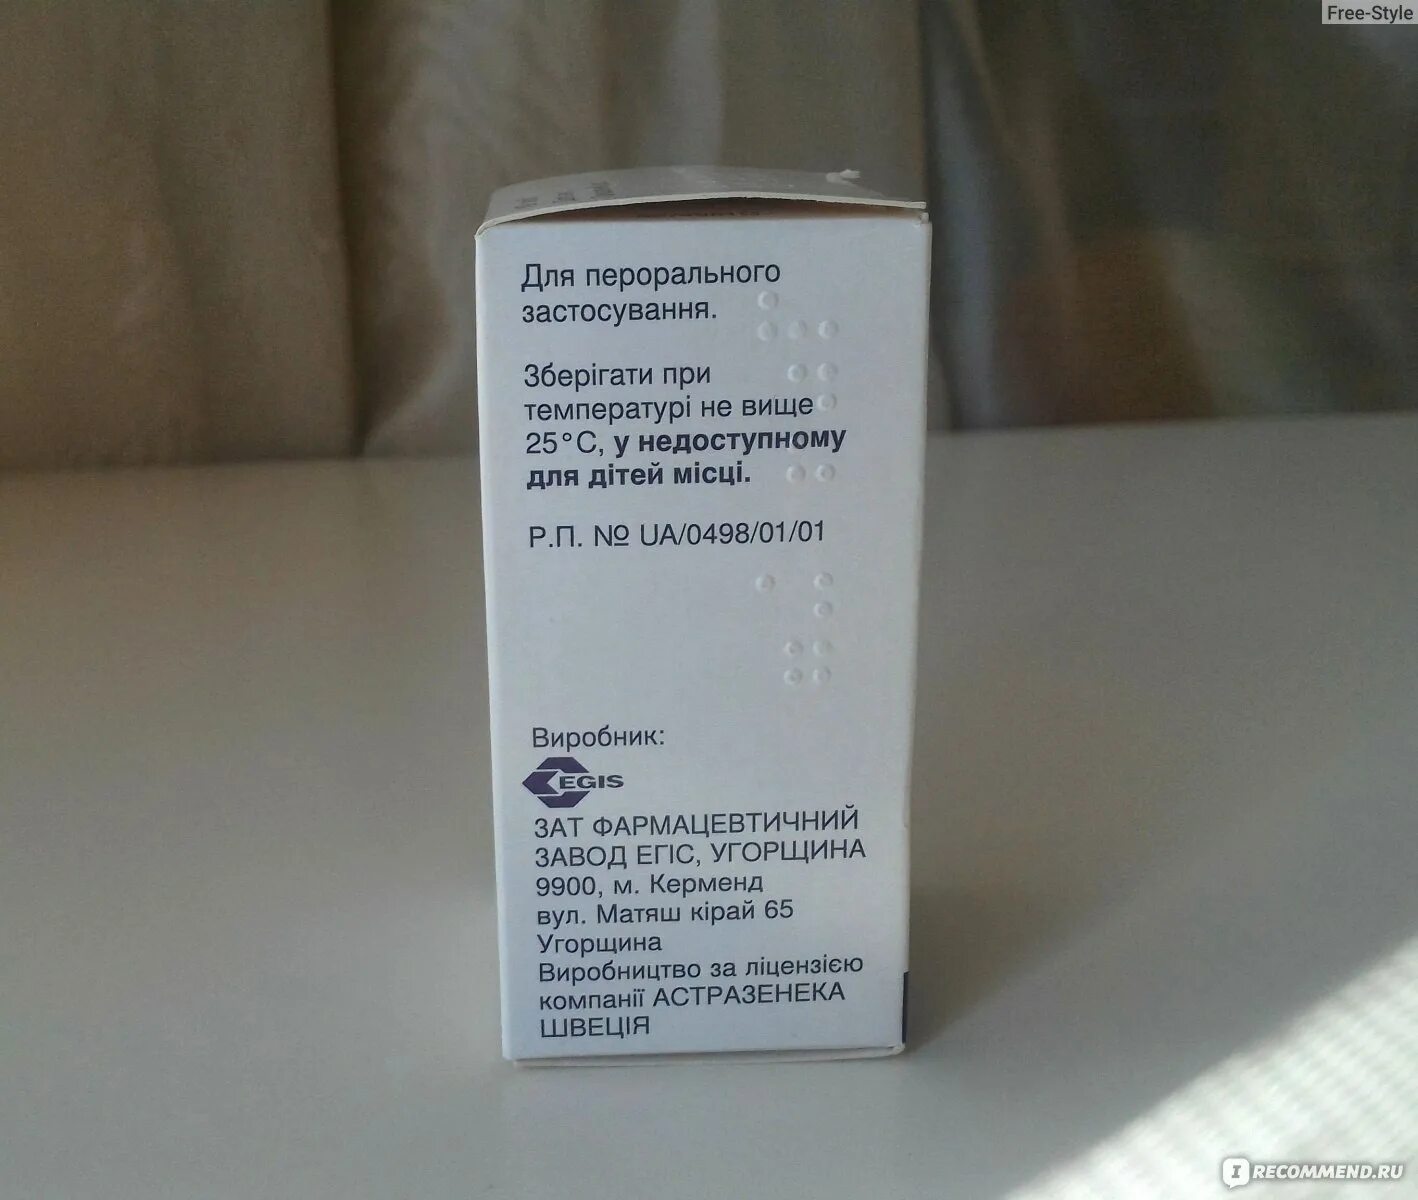 Free-Style
Для перорального
застосування.
Зберігати при
температурі не вище
25°С, у недоступному
для дітей місці.
Р.П. № UA/0498/01/01
Виробник:
EGIS
ЗАТ ФАРМАЦЕВТИЧНИЙ
ЗАВОД ЕГІС, УГОРЩИНА
9900, м. Керменд
вул. Матяш кірай 65
Угорщина
Виробництво за ліцензією
компанії АСТРАЗЕНЕКА
ШВЕЦІЯ
I RECOMMEND.RU